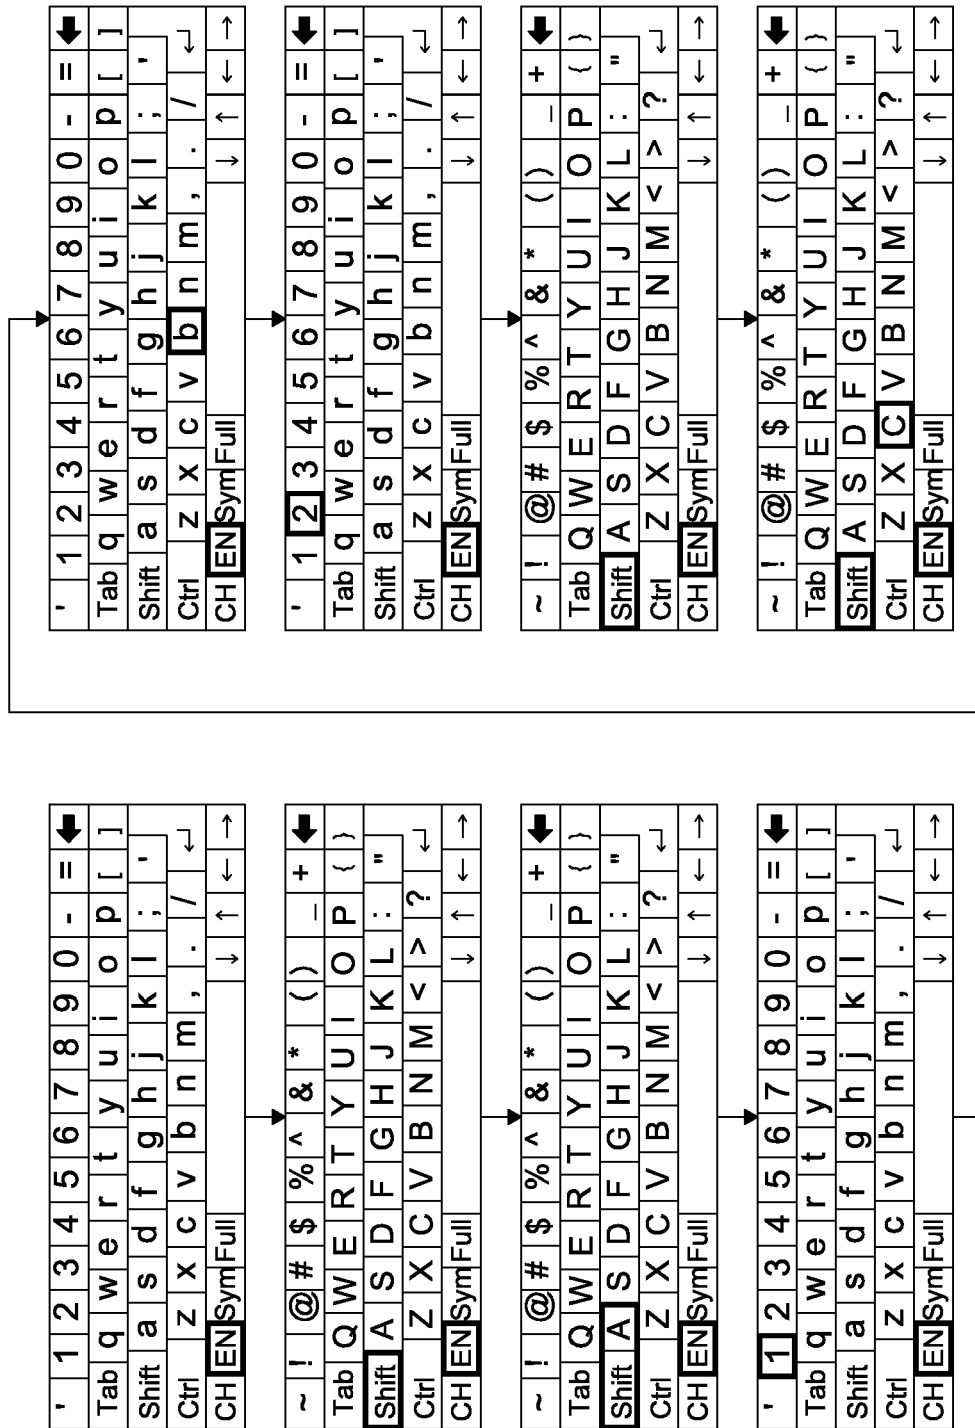 ' 1 2 3 4 5 6 7 8 9 0 - = ⬅
Tab q w e r t y u i o p [ ]
Shift a s d f g h j k l ; '
Ctrl z x c v b n m , . / ↵
CH EN Sym Full ↓ ↑ ← →
~ ! @ # $ % ^ & * ( ) _ + ⬅
Tab Q W E R T Y U I O P { }
Shift A S D F G H J K L : "
Ctrl Z X C V B N M < > ? ↵
CH EN Sym Full ↓ ↑ ← →
~ ! @ # $ % ^ & * ( ) _ + ⬅
Tab Q W E R T Y U I O P { }
Shift A S D F G H J K L : "
Ctrl Z X C V B N M < > ? ↵
CH EN Sym Full ↓ ↑ ← →
' 1 2 3 4 5 6 7 8 9 0 - = ⬅
Tab q w e r t y u i o p [ ]
Shift a s d f g h j k l ; '
Ctrl z x c v b n m , . / ↵
CH EN Sym Full ↓ ↑ ← →
' 1 2 3 4 5 6 7 8 9 0 - = ⬅
Tab q w e r t y u i o p [ ]
Shift a s d f g h j k l ; '
Ctrl z x c v b n m , . / ↵
CH EN Sym Full ↓ ↑ ← →
' 1 2 3 4 5 6 7 8 9 0 - = ⬅
Tab q w e r t y u i o p [ ]
Shift a s d f g h j k l ; '
Ctrl z x c v b n m , . / ↵
CH EN Sym Full ↓ ↑ ← →
~ ! @ # $ % ^ & * ( ) _ + ⬅
Tab Q W E R T Y U I O P { }
Shift A S D F G H J K L : "
Ctrl Z X C V B N M < > ? ↵
CH EN Sym Full ↓ ↑ ← →
~ ! @ # $ % ^ & * ( ) _ + ⬅
Tab Q W E R T Y U I O P { }
Shift A S D F G H J K L : "
Ctrl Z X C V B N M < > ? ↵
CH EN Sym Full ↓ ↑ ← →